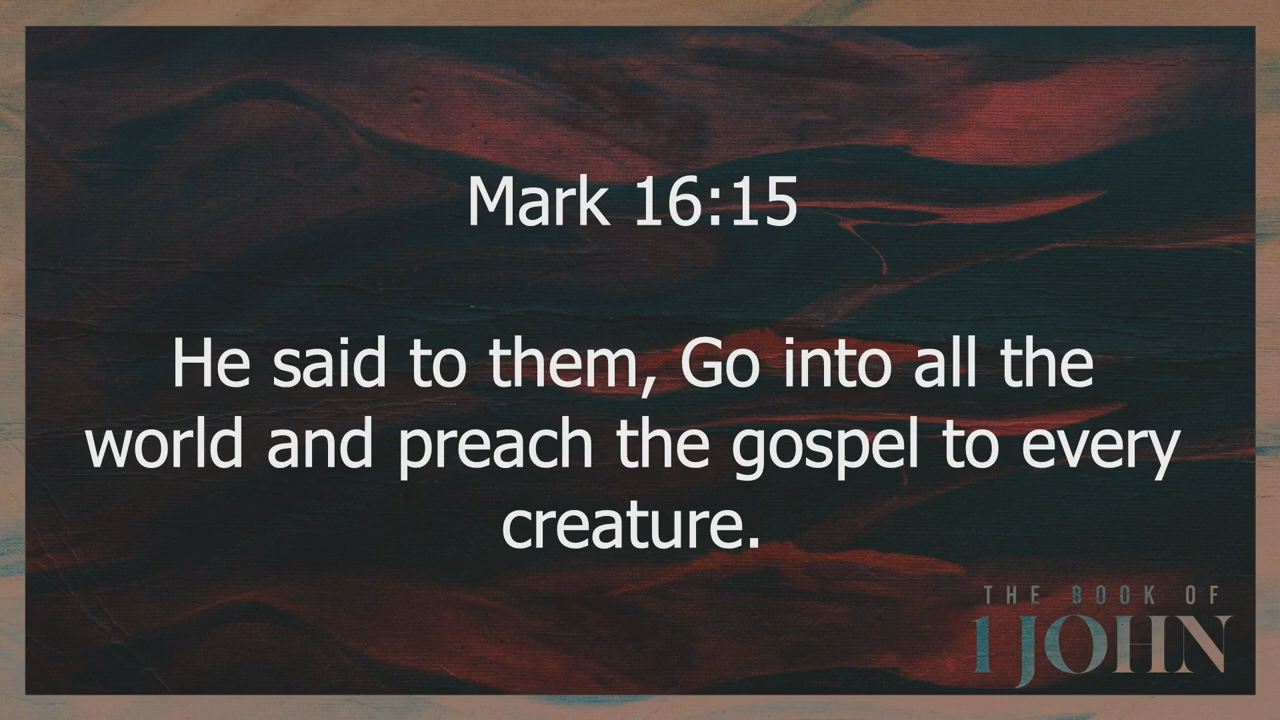 Mark 16:15
He said to them, Go into all the
world and preach the gospel to every
creature.
THE BOOK OF
1 JOHN